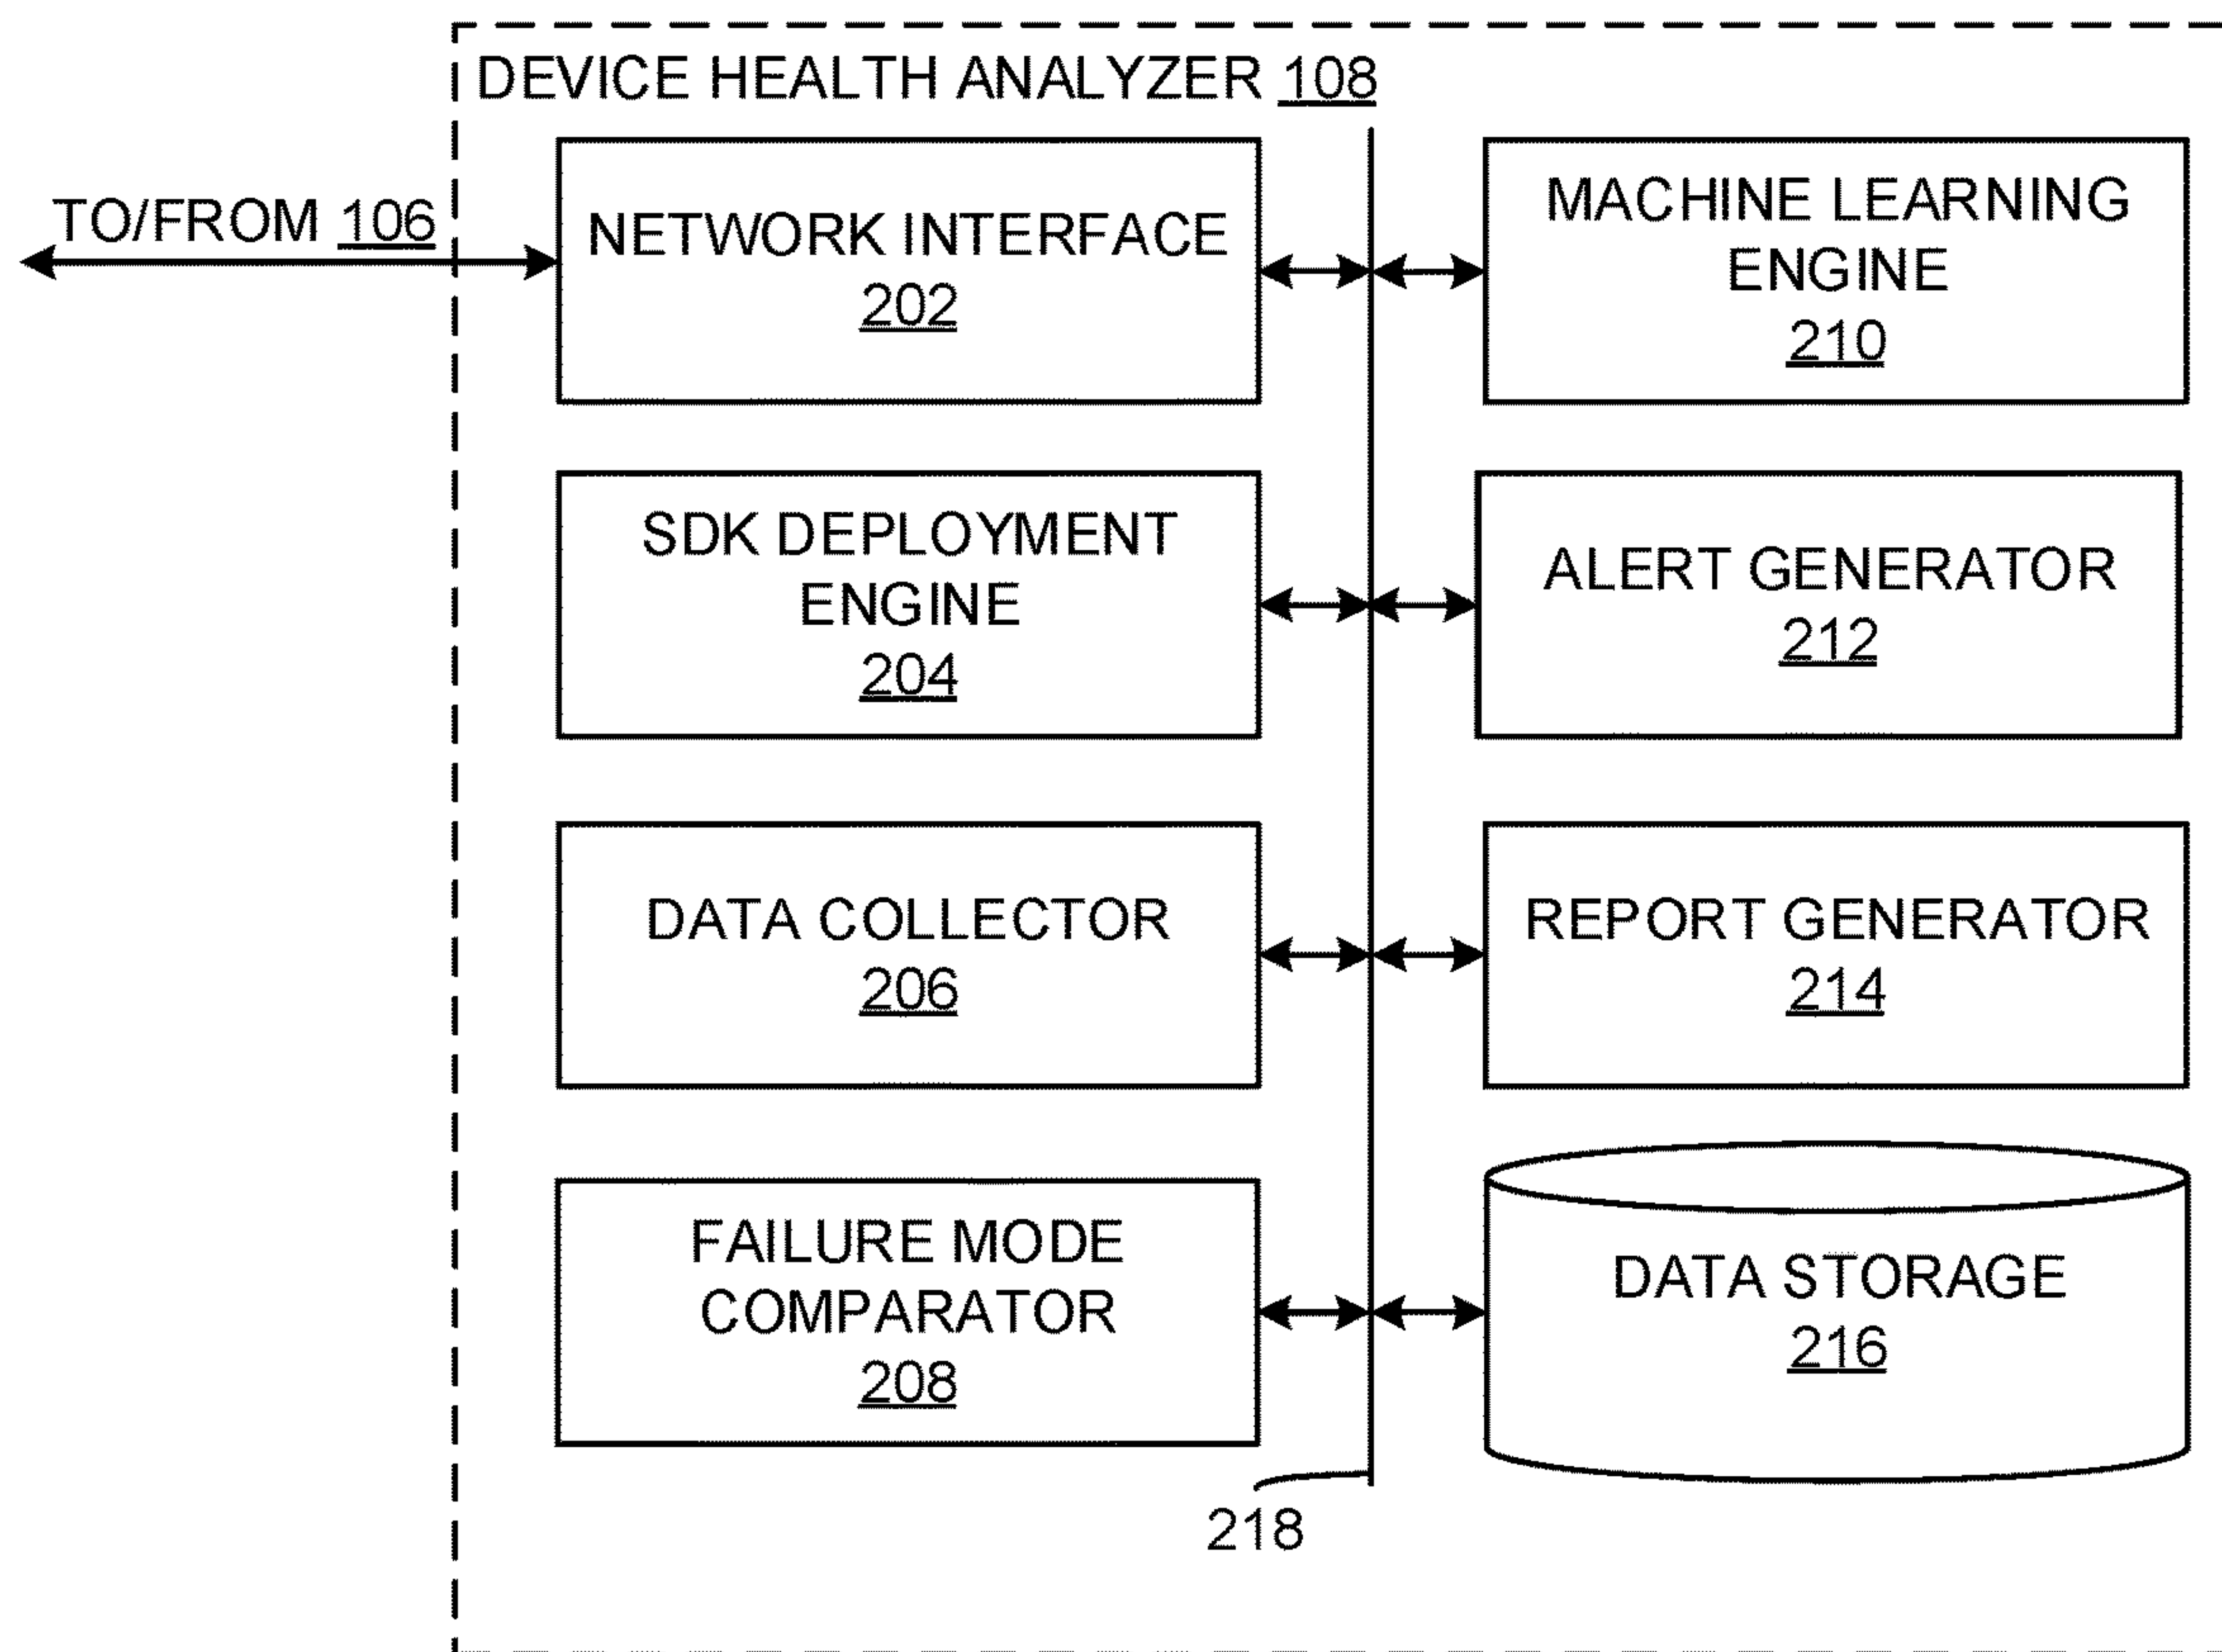 DEVICE HEALTH ANALYZER 108
TO/FROM 106
NETWORK INTERFACE
202
MACHINE LEARNING
ENGINE
210
SDK DEPLOYMENT
ENGINE
204
ALERT GENERATOR
212
DATA COLLECTOR
206
REPORT GENERATOR
214
FAILURE MODE
COMPARATOR
208
DATA STORAGE
216
218